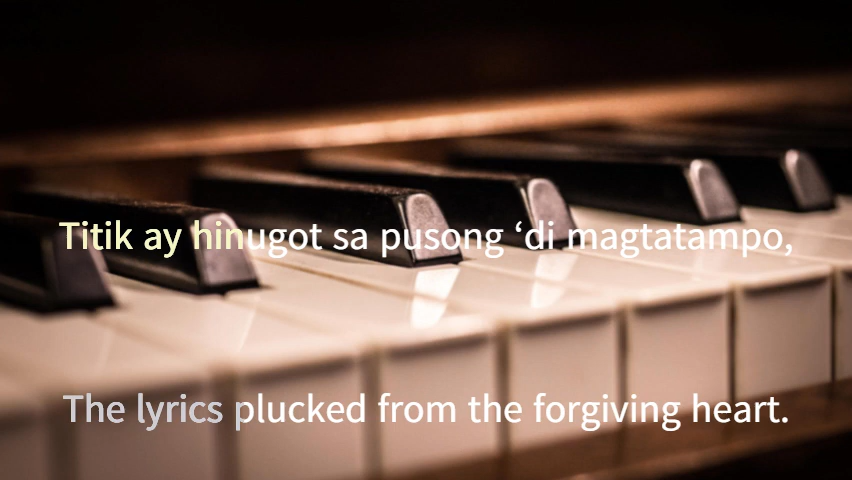 Titik ay hinugot sa pusong ‘di magtatampo,
The lyrics plucked from the forgiving heart.